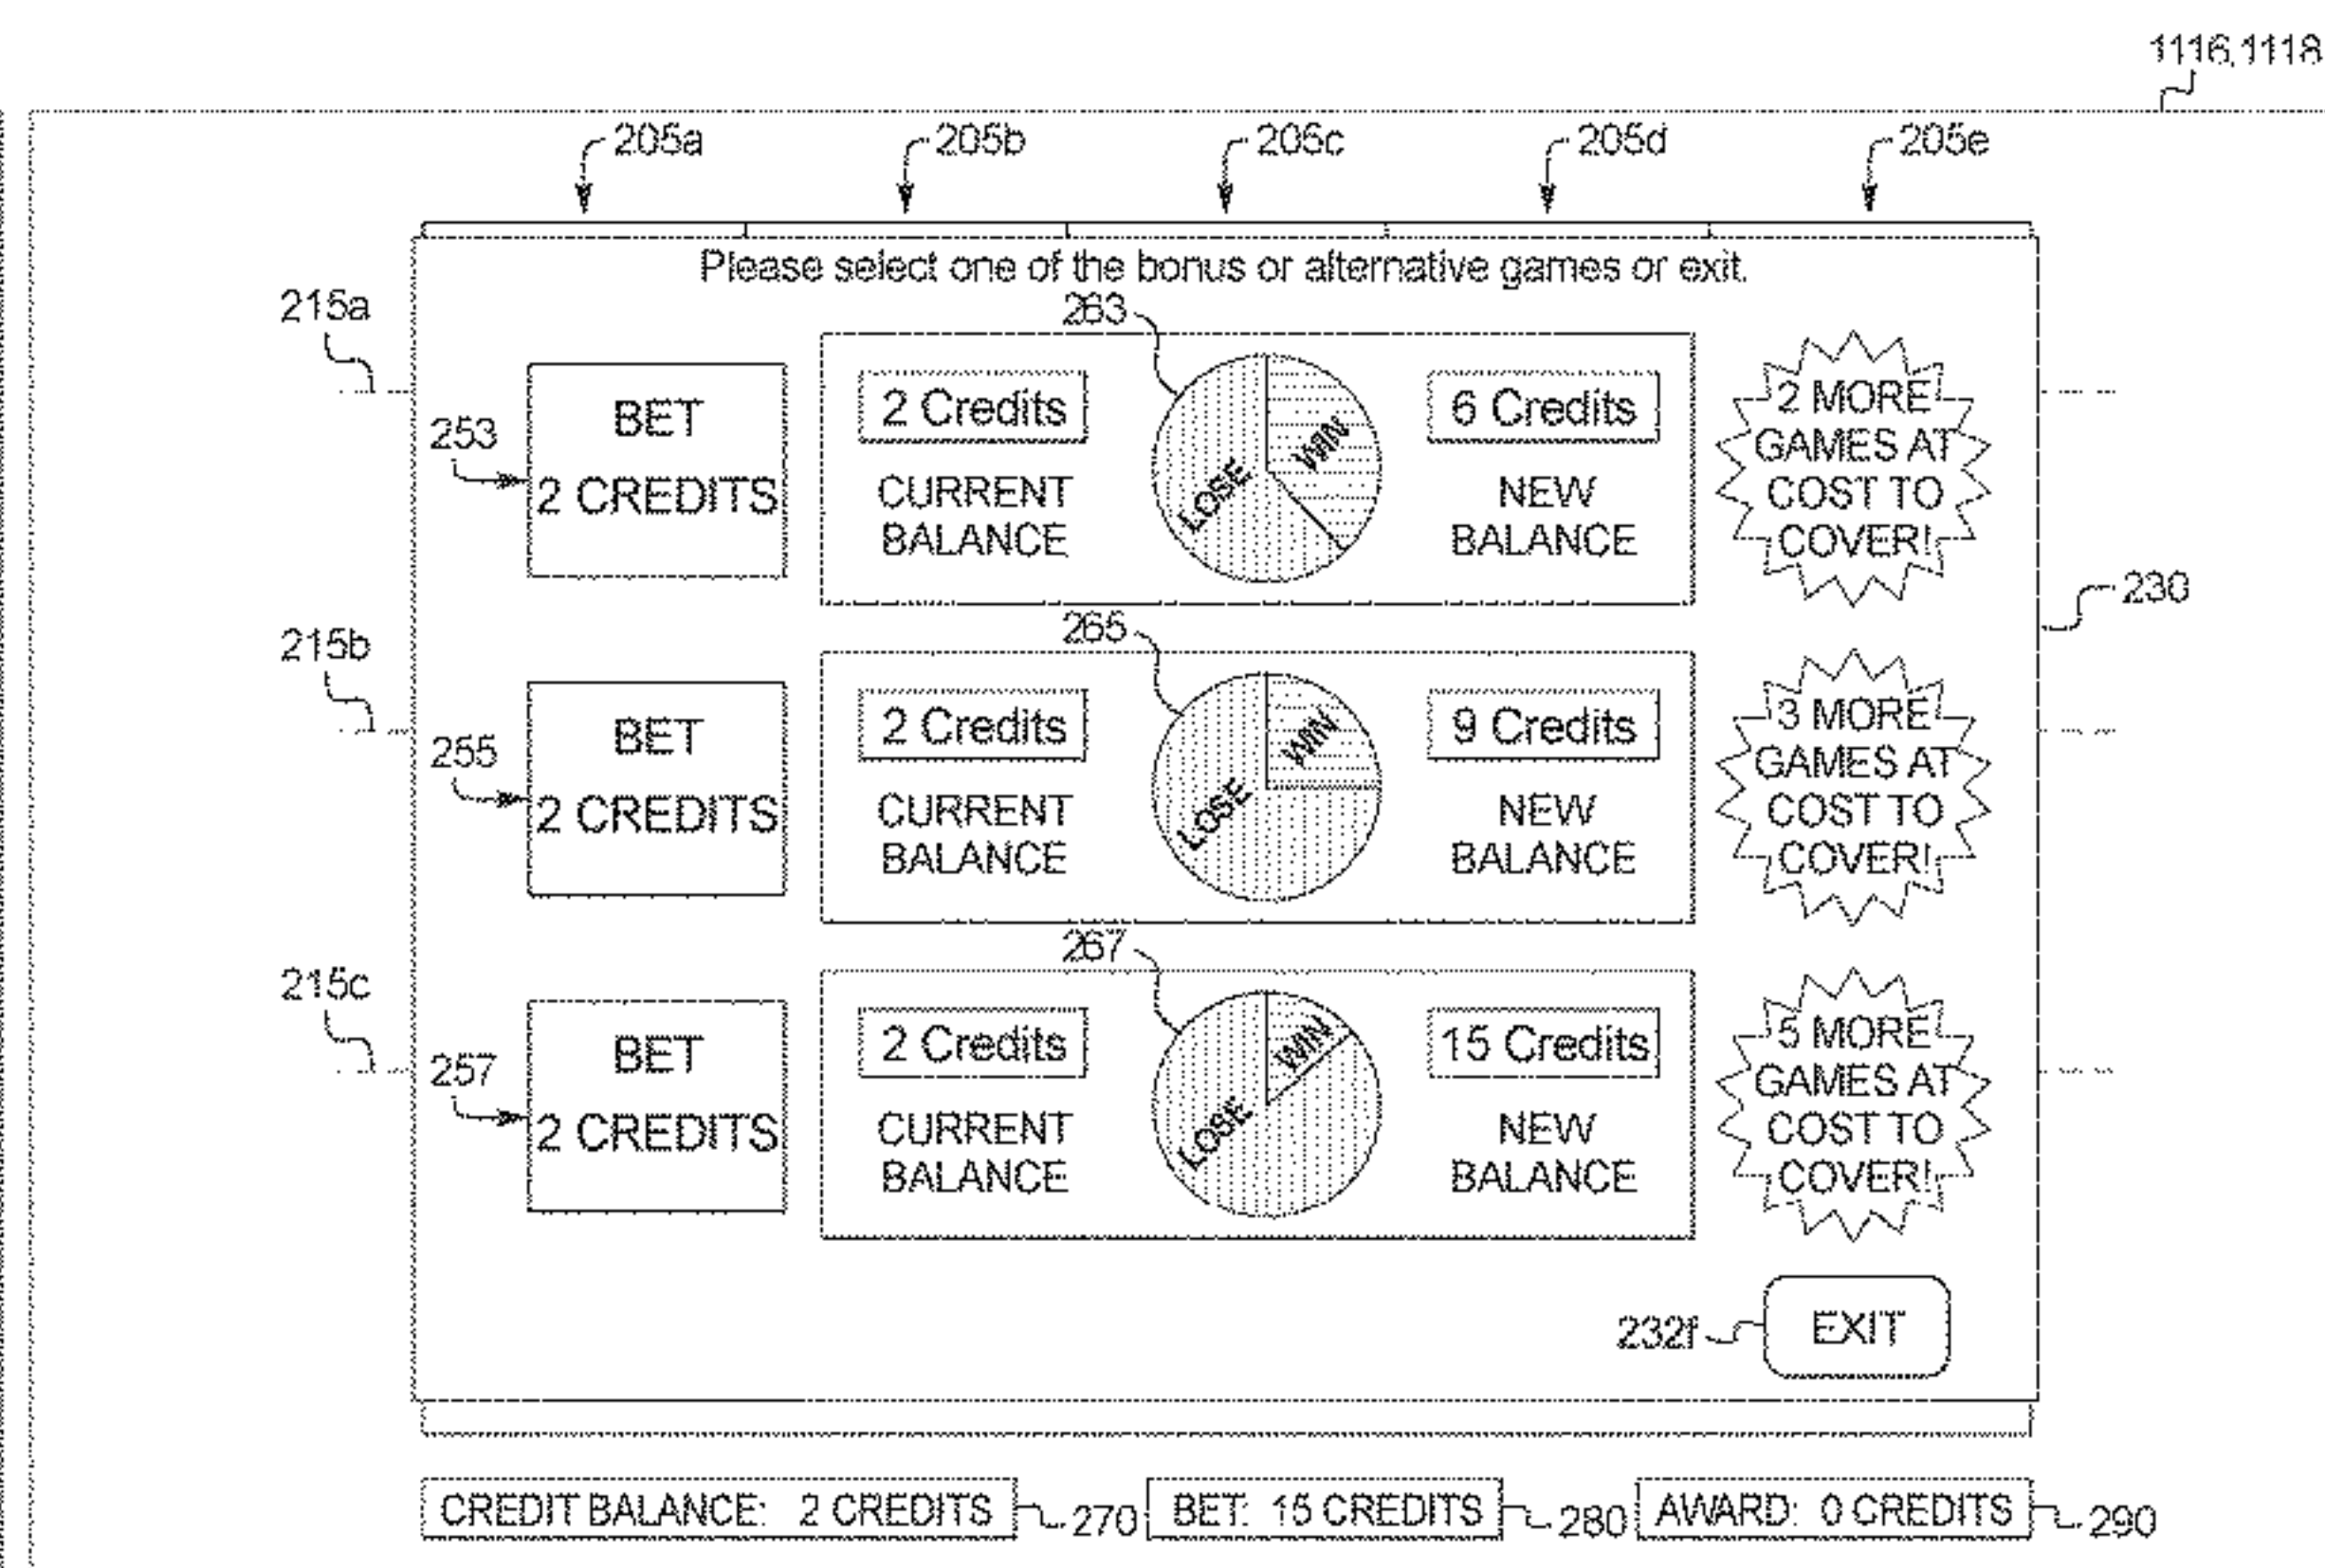 1116,1118
205a 205b 205c 205d 205e
Please select one of the bonus or alternative games or exit.
215a
263
253
BET
2 CREDITS
2 Credits
CURRENT
BALANCE
LOSE
WIN
6 Credits
NEW
BALANCE
2 MORE
GAMES AT
COST TO
COVER!
230
215b
265
255
BET
2 CREDITS
2 Credits
CURRENT
BALANCE
LOSE
WIN
9 Credits
NEW
BALANCE
3 MORE
GAMES AT
COST TO
COVER!
215c
267
257
BET
2 CREDITS
2 Credits
CURRENT
BALANCE
LOSE
WIN
15 Credits
NEW
BALANCE
5 MORE
GAMES AT
COST TO
COVER!
232f
EXIT
CREDIT BALANCE: 2 CREDITS 270 BET: 15 CREDITS 280 AWARD: 0 CREDITS 290